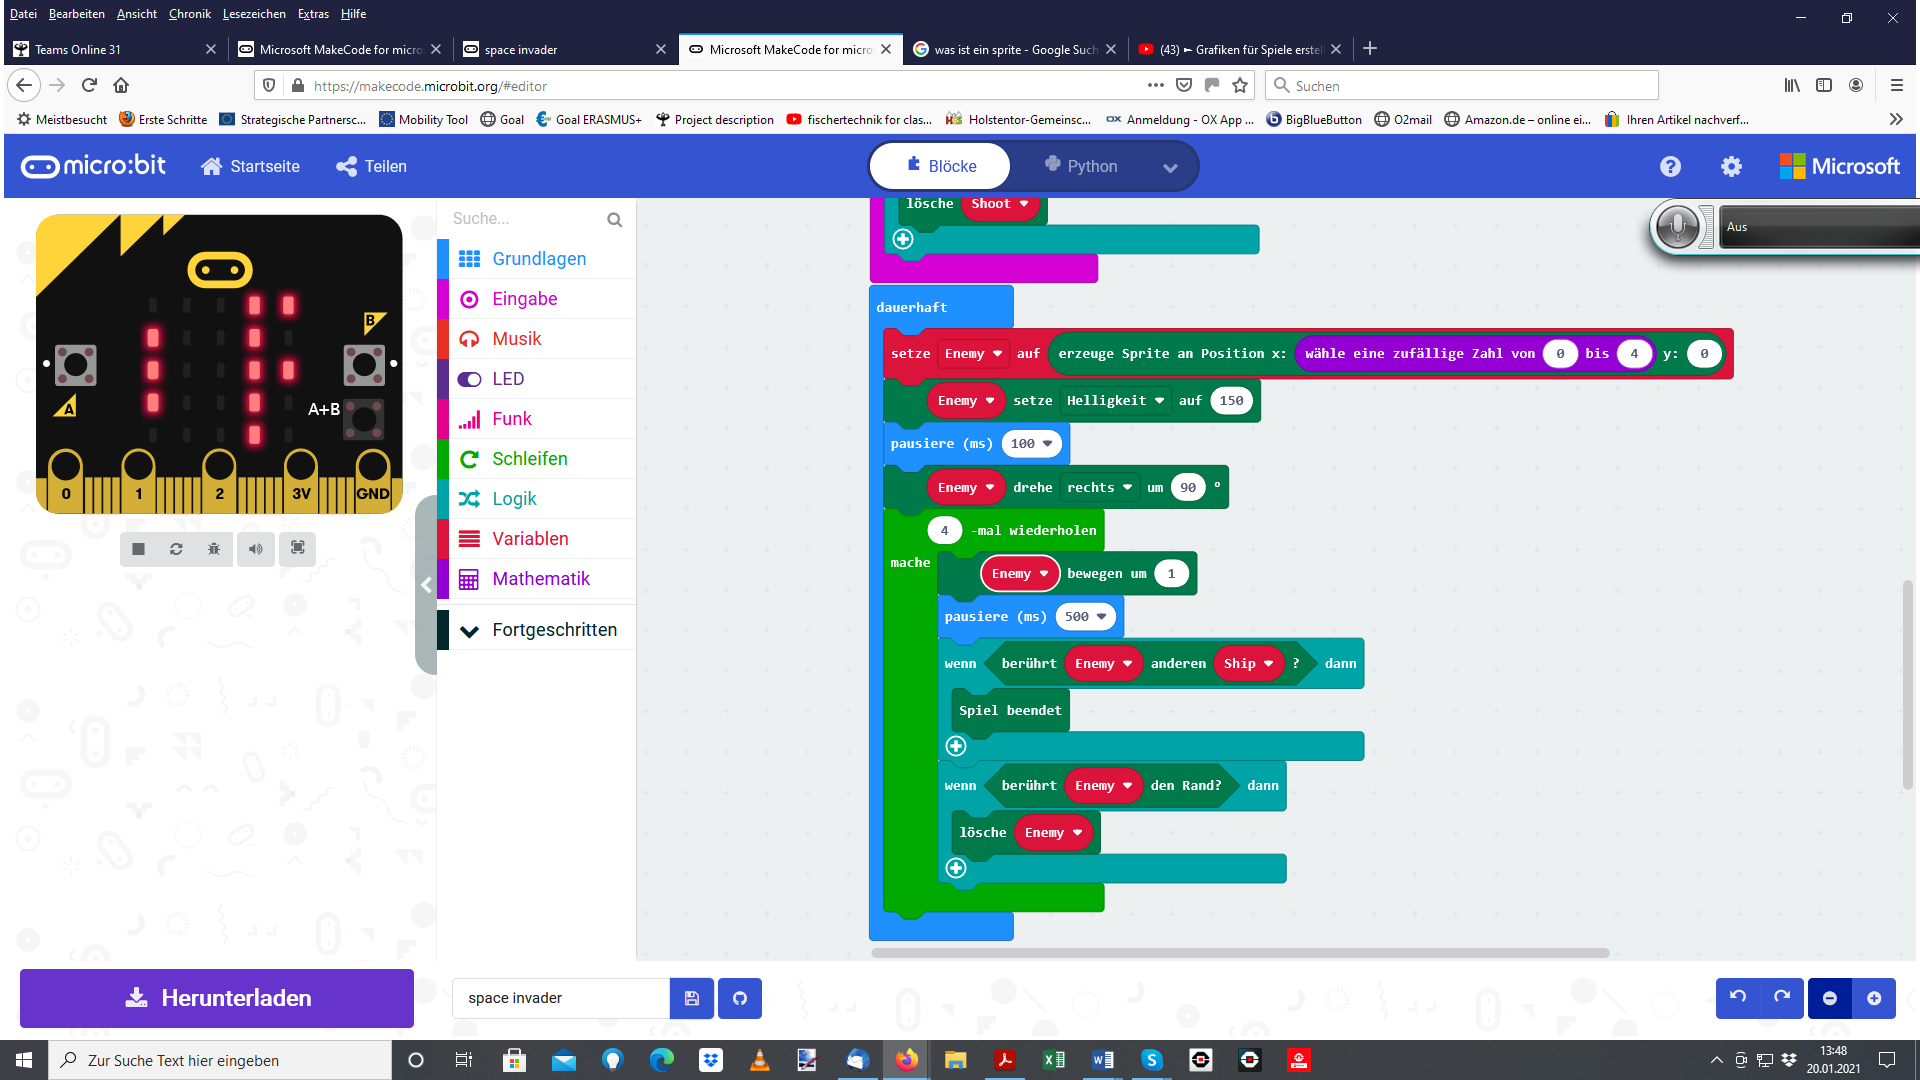 Datei Bearbeiten Ansicht Chronik Lesezeichen Extras Hilfe
Teams Online 31
Microsoft MakeCode for micro
space invader
Microsoft MakeCode for micro
was ist ein sprite - Google Such
(43) ► Grafiken für Spiele erstel
https://makecode.microbit.org/#editor
Suchen
Meistbesucht Erste Schritte Strategische Partnersc... Mobility Tool Goal Goal ERASMUS+ Project description fischertechnik for clas... Holstentor-Gemeinsc... Anmeldung - OX App ... BigBlueButton O2mail Amazon.de – online ei... Ihren Artikel nachverf...
micro:bit Startseite Teilen Blöcke Python Microsoft
Aus
B
A
A+B
0 1 2 3V GND
Suche...
Grundlagen
Eingabe
Musik
LED
Funk
Schleifen
Logik
Variablen
Mathematik
Fortgeschritten
lösche Shoot
dauerhaft
setze Enemy auf erzeuge Sprite an Position x: wähle eine zufällige Zahl von 0 bis 4 y: 0
Enemy setze Helligkeit auf 150
pausiere (ms) 100
Enemy drehe rechts um 90 °
4 -mal wiederholen
mache
Enemy bewegen um 1
pausiere (ms) 500
wenn berührt Enemy anderen Ship ? dann
Spiel beendet
wenn berührt Enemy den Rand? dann
lösche Enemy
Herunterladen
space invader
Zur Suche Text hier eingeben
13:48
20.01.2021